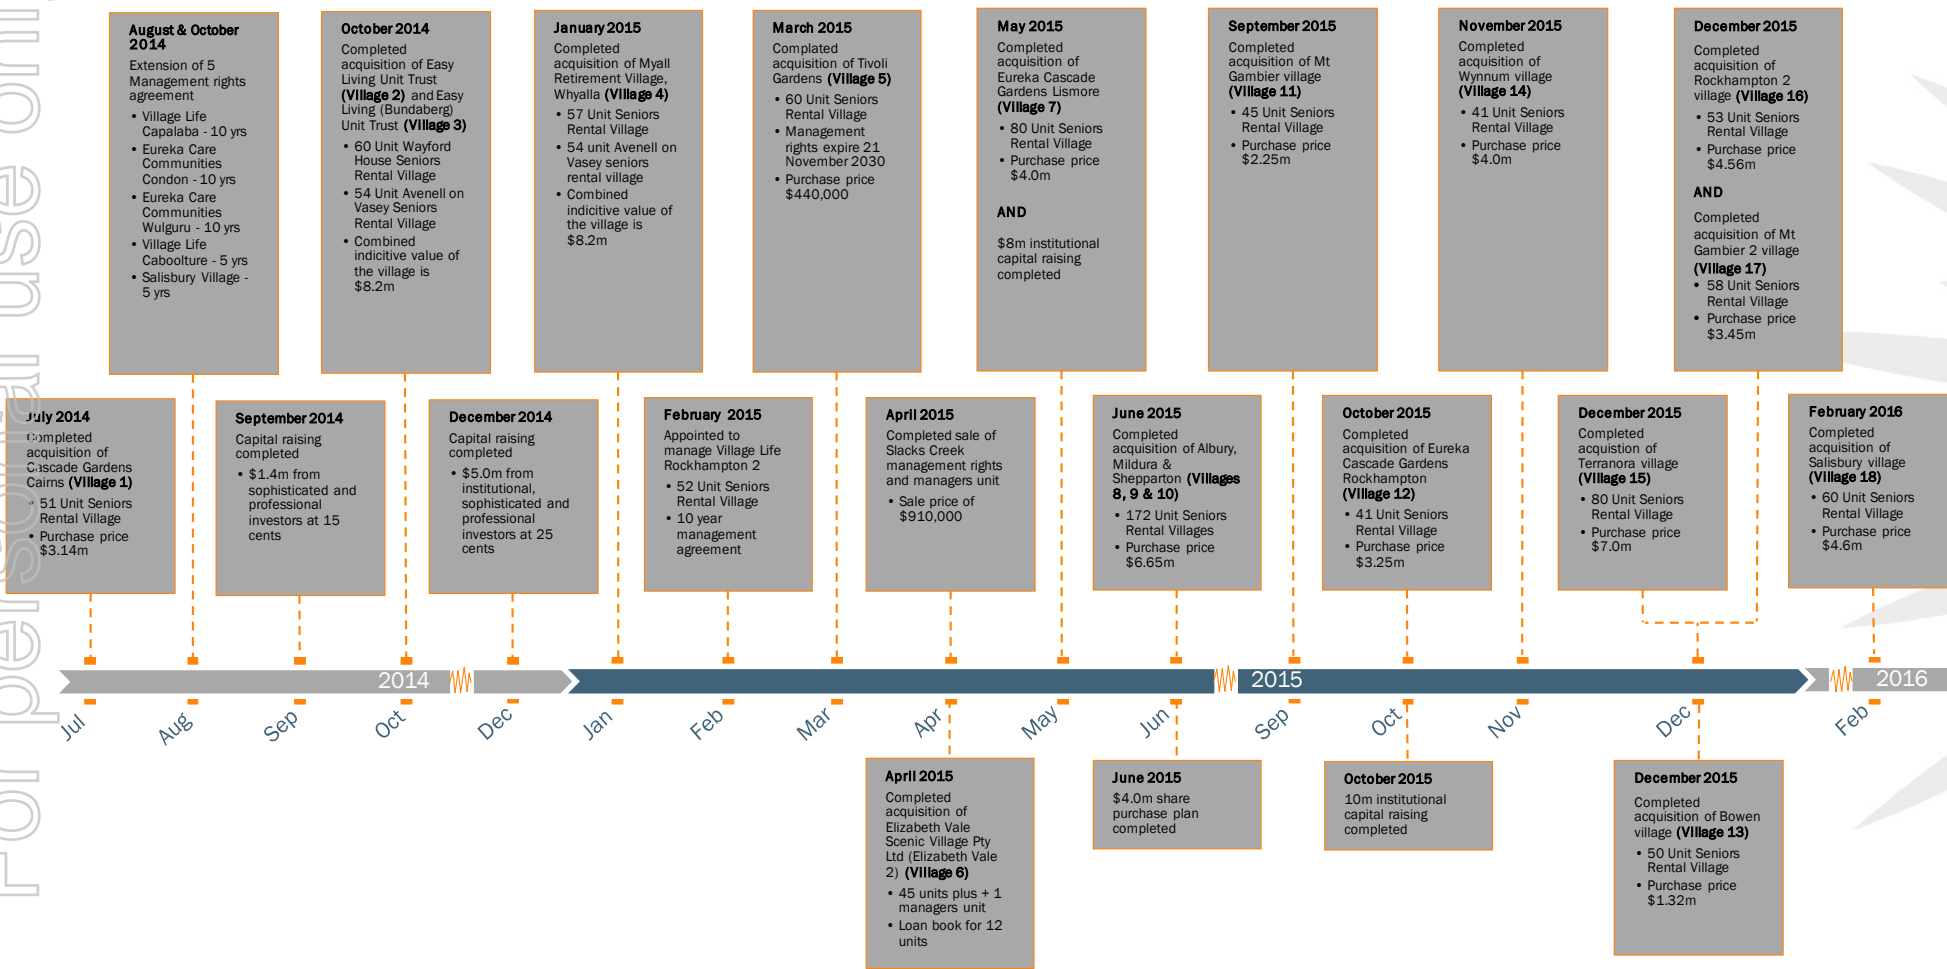 August & October
2014
Extension of 5
Management rights
agreement
• Village Life
Capalaba - 10 yrs
• Eureka Care
Communities
Condon - 10 yrs
• Eureka Care
Communities
Wulguru - 10 yrs
• Village Life
Caboolture - 5 yrs
• Salisbury Village -
5 yrs
October 2014
Completed
acquisition of Easy
Living Unit Trust
(Village 2) and Easy
Living (Bundaberg)
Unit Trust (Village 3)
• 60 Unit Wayford
House Seniors
Rental Village
• 54 Unit Avenell on
Vasey Seniors
Rental Village
• Combined
indicitive value of
the village is
$8.2m
January 2015
Completed
acquisition of Myall
Retirement Village,
Whyalla (Village 4)
• 57 Unit Seniors
Rental Village
• 54 unit Avenell on
Vasey seniors
rental village
• Combined
indicitive value of
the village is
$8.2m
March 2015
Complated
acquisition of Tivoli
Gardens (Village 5)
• 60 Unit Seniors
Rental Village
• Management
rights expire 21
November 2030
• Purchase price
$440,000
May 2015
Completed
acquisition of
Eureka Cascade
Gardens Lismore
(Village 7)
• 80 Unit Seniors
Rental Village
• Purchase price
$4.0m
AND
$8m institutional
capital raising
completed
September 2015
Completed
acquisition of Mt
Gambier village
(Village 11)
• 45 Unit Seniors
Rental Village
• Purchase price
$2.25m
November 2015
Completed
acquisition of
Wynnum village
(Village 14)
• 41 Unit Seniors
Rental Village
• Purchase price
$4.0m
December 2015
Completed
acquisition of
Rockhampton 2
village (Village 16)
• 53 Unit Seniors
Rental Village
• Purchase price
$4.56m
AND
Completed
acquisition of Mt
Gambier 2 village
(Village 17)
• 58 Unit Seniors
Rental Village
• Purchase price
$3.45m
July 2014
Completed
acquisition of
Cascade Gardens
Cairns (Village 1)
• 51 Unit Seniors
Rental Village
• Purchase price
$3.14m
September 2014
Capital raising
completed
• $1.4m from
sophisticated and
professional
investors at 15
cents
December 2014
Capital raising
completed
• $5.0m from
institutional,
sophisticated and
professional
investors at 25
cents
February 2015
Appointed to
manage Village Life
Rockhampton 2
• 52 Unit Seniors
Rental Village
• 10 year
management
agreement
April 2015
Completed sale of
Slacks Creek
management rights
and managers unit
• Sale price of
$910,000
June 2015
Completed
acquisition of Albury,
Mildura &
Shepparton (Villages
8, 9 & 10)
• 172 Unit Seniors
Rental Villages
• Purchase price
$6.65m
October 2015
Completed
acquisition of Eureka
Cascade Gardens
Rockhampton
(Village 12)
• 41 Unit Seniors
Rental Village
• Purchase price
$3.25m
December 2015
Completed
acquisition of
Terranora village
(Village 15)
• 80 Unit Seniors
Rental Village
• Purchase price
$7.0m
February 2016
Completed
acquisition of
Salisbury village
(Village 18)
• 60 Unit Seniors
Rental Village
• Purchase price
$4.6m
2014
2015
2016
Jul
Aug
Sep
Oct
Dec
Jan
Feb
Mar
Apr
May
Jun
Sep
Oct
Nov
Dec
Feb
April 2015
Completed
acquisition of
Elizabeth Vale
Scenic Village Pty
Ltd (Elizabeth Vale
2) (Village 6)
• 45 units plus + 1
managers unit
• Loan book for 12
units
June 2015
$4.0m share
purchase plan
completed
October 2015
10m institutional
capital raising
completed
December 2015
Completed
acquisition of Bowen
village (Village 13)
• 50 Unit Seniors
Rental Village
• Purchase price
$1.32m
For personal use